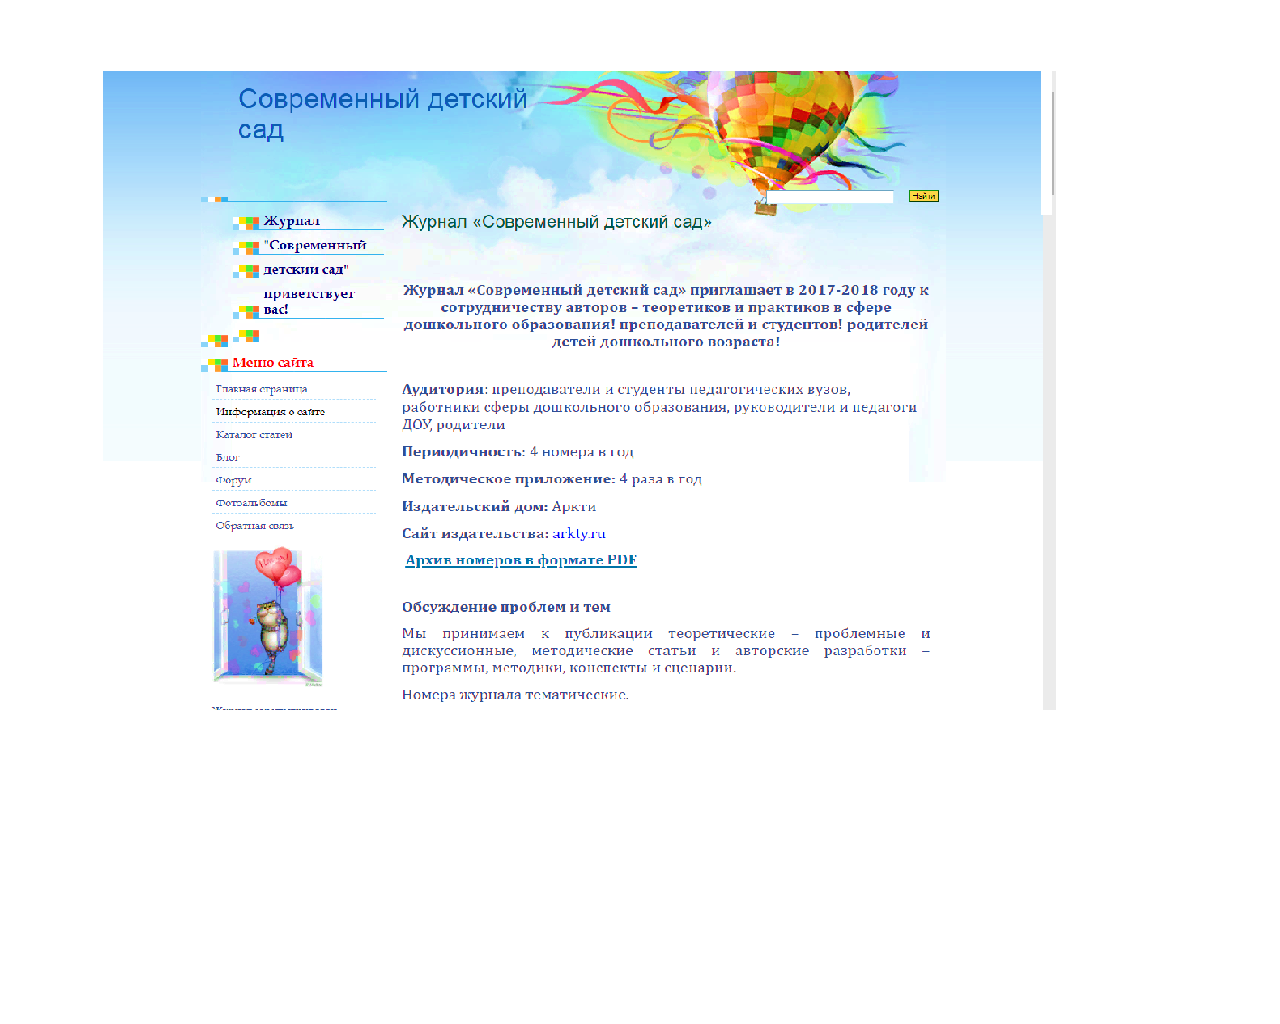 Современный детский
сад
Найти
Журнал
"Современный
детский сад"
приветствует
вас!
Меню сайта
Главная страница
Информация о сайте
Каталог статей
Блог
Форум
Фотоальбомы
Обратная связь
Журнал «Современный детский сад»
Журнал «Современный детский сад» приглашает в 2017-2018 году к
сотрудничеству авторов – теоретиков и практиков в сфере
дошкольного образования! преподавателей и студентов! родителей
детей дошкольного возраста!
Аудитория: преподаватели и студенты педагогических вузов,
работники сферы дошкольного образования, руководители и педагоги
ДОУ, родители
Периодичность: 4 номера в год
Методическое приложение: 4 раза в год
Издательский дом: Аркти
Сайт издательства: arkty.ru
Архив номеров в формате PDF
Обсуждение проблем и тем
Мы принимаем к публикации теоретические – проблемные и
дискуссионные, методические статьи и авторские разработки –
программы, методики, конспекты и сценарии.
Номера журнала тематические.